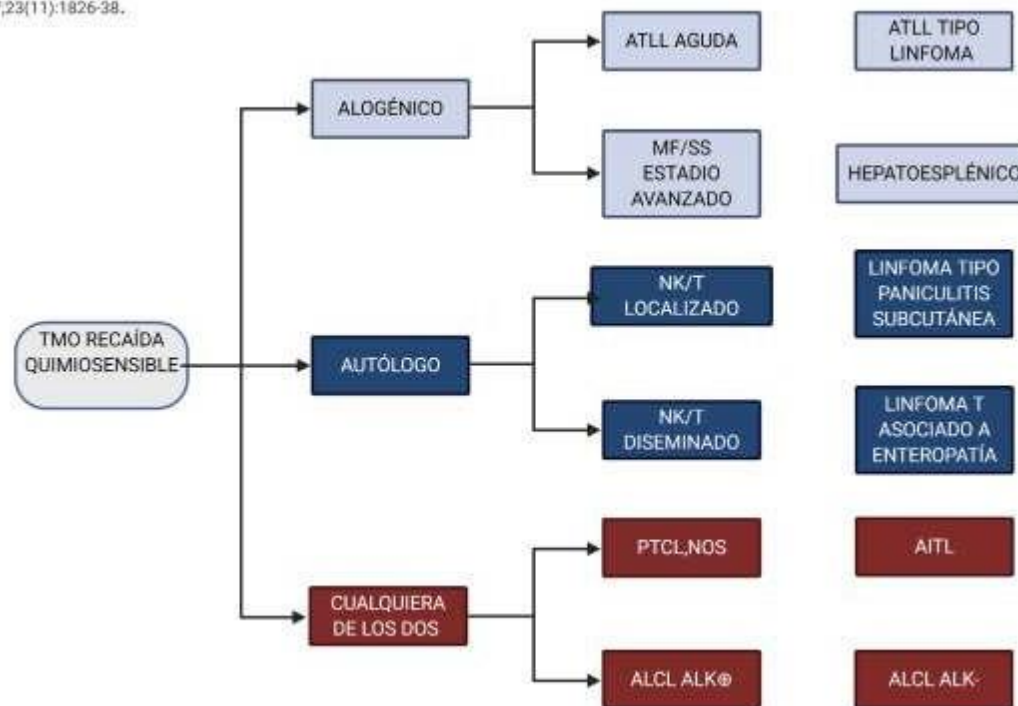 ,23(11):1826-38.
ATLL AGUDA
ATLL TIPO
LINFOMA
ALOGÉNICO
MF/SS
ESTADIO
AVANZADO
HEPATOESPLÉNICO
NK/T
LOCALIZADO
LINFOMA TIPO
PANICULITIS
SUBCUTÁNEA
TMO RECAÍDA
QUIMIOSENSIBLE
AUTÓLOGO
NK/T
DISEMINADO
LINFOMA T
ASOCIADO A
ENTEROPATÍA
PTCL,NOS
AITL
CUALQUIERA
DE LOS DOS
ALCL ALK⊕
ALCL ALK-